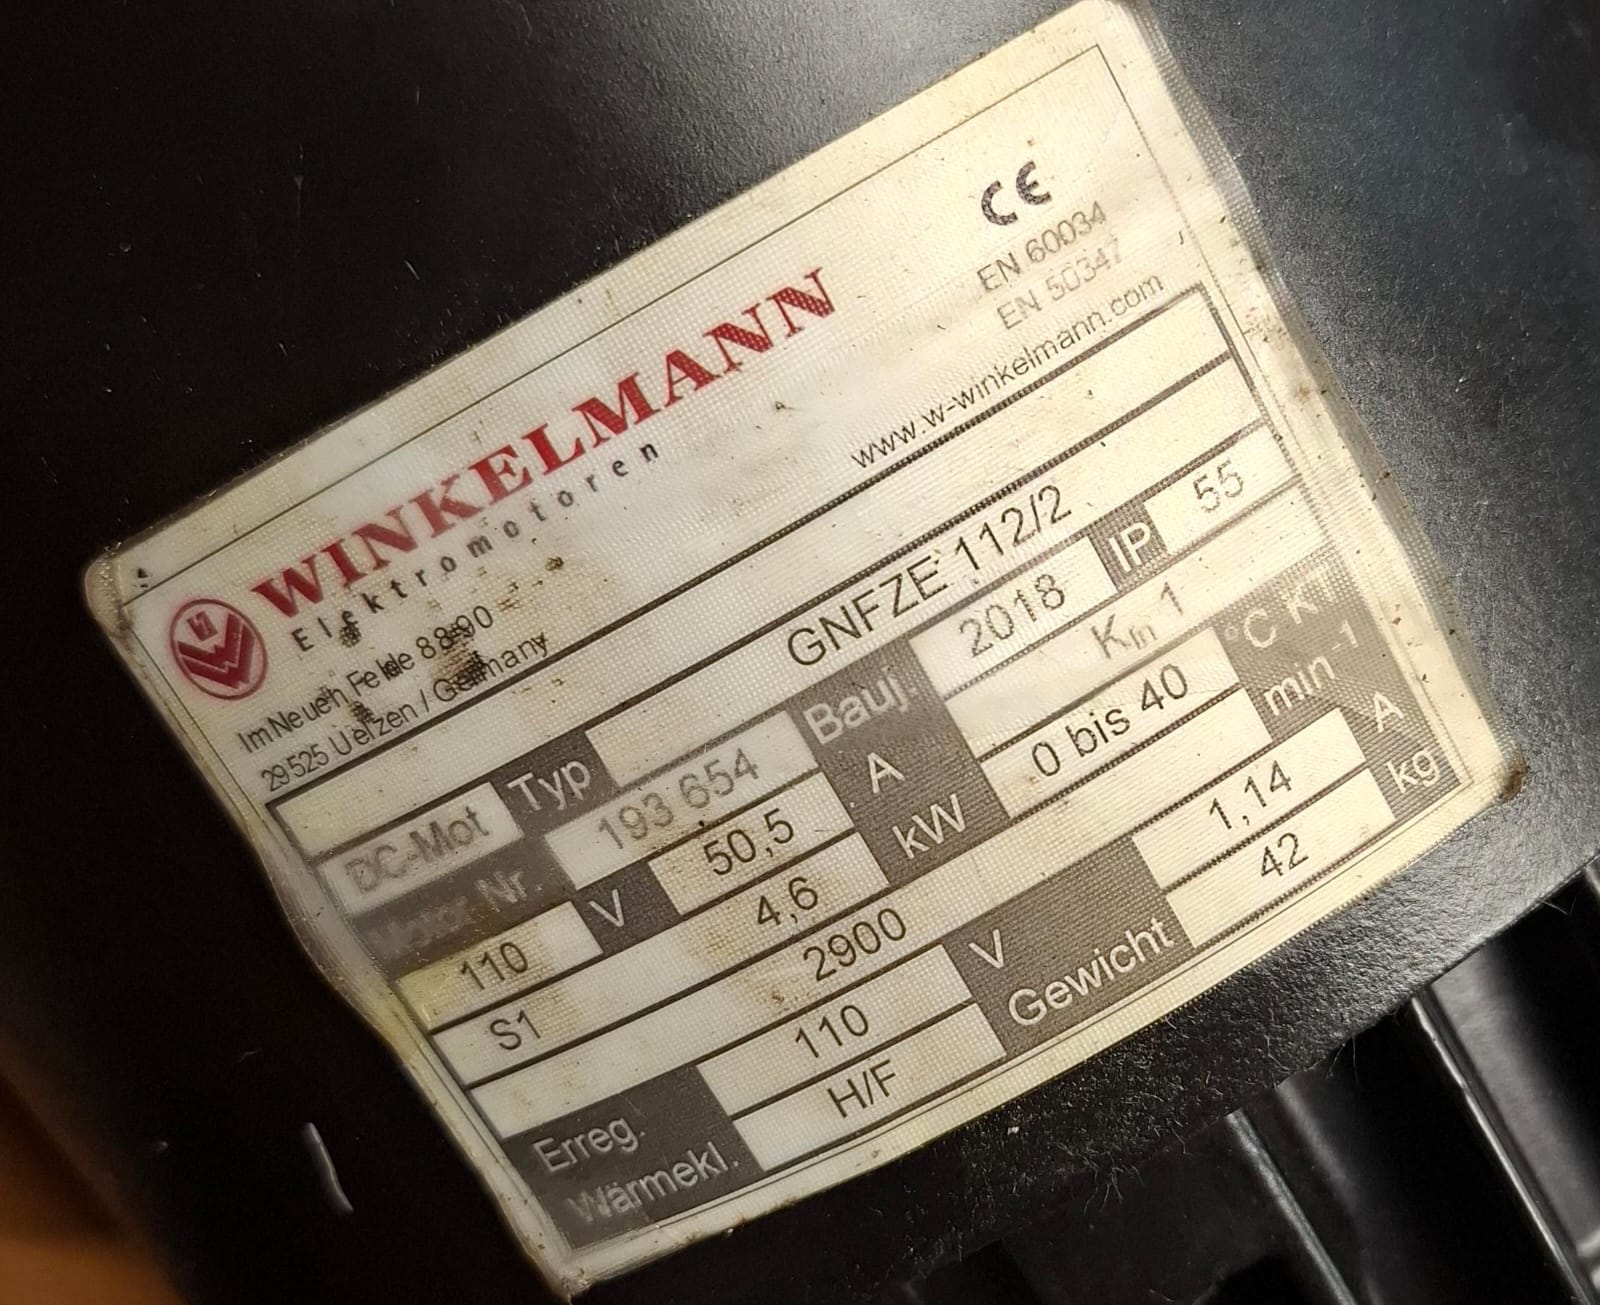 CE
WINKELMANN
Elektromotoren
EN 60034
EN 50347
Im Neuen Felde 88-90
29525 Uelzen / Germany
www.w-winkelmann.com
DC-Mot Typ GNFZE 112/2
Motor Nr. 193 654 Bauj. 2018 IP 55
110 V 50,5 A Kfn 1
S1 4,6 kW 0 bis 40 °C KT
2900 min-1
Erreg. 110 V 1,14 A
Wärmekl. H/F Gewicht 42 kg